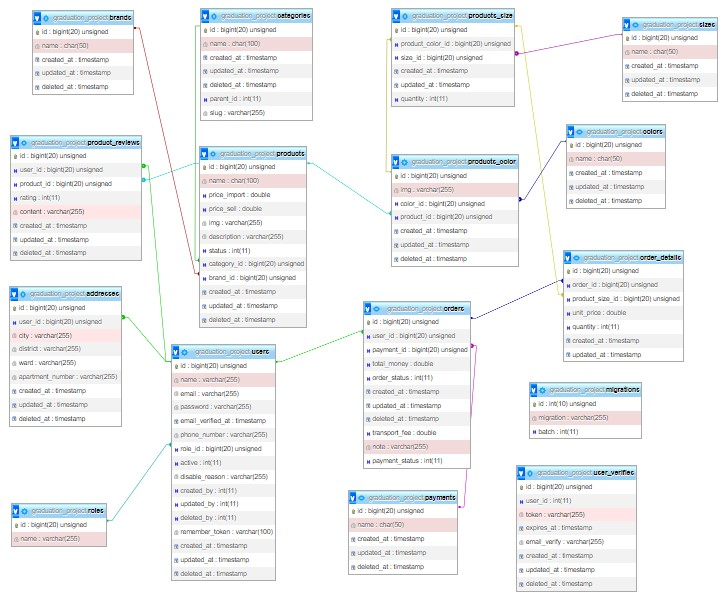 graduation_project brands
id : bigint(20) unsigned
name : char(50)
created_at : timestamp
updated_at : timestamp
deleted_at : timestamp
graduation_project categories
id : bigint(20) unsigned
name : char(100)
created_at : timestamp
updated_at : timestamp
deleted_at : timestamp
parent_id : int(11)
slug : varchar(255)
graduation_project products_size
id : bigint(20) unsigned
product_color_id : bigint(20) unsigned
size_id : bigint(20) unsigned
created_at : timestamp
updated_at : timestamp
quantity : int(11)
graduation_project sizes
id : bigint(20) unsigned
name : char(50)
created_at : timestamp
updated_at : timestamp
deleted_at : timestamp
graduation_project product_reviews
id : bigint(20) unsigned
user_id : bigint(20) unsigned
product_id : bigint(20) unsigned
rating : int(11)
content : varchar(255)
created_at : timestamp
updated_at : timestamp
deleted_at : timestamp
graduation_project products
id : bigint(20) unsigned
name : char(100)
price_import : double
price_sell : double
img : varchar(255)
description : varchar(255)
status : int(11)
category_id : bigint(20) unsigned
brand_id : bigint(20) unsigned
created_at : timestamp
updated_at : timestamp
deleted_at : timestamp
graduation_project products_color
id : bigint(20) unsigned
img : varchar(255)
color_id : bigint(20) unsigned
product_id : bigint(20) unsigned
created_at : timestamp
updated_at : timestamp
deleted_at : timestamp
graduation_project colors
id : bigint(20) unsigned
name : char(50)
created_at : timestamp
updated_at : timestamp
deleted_at : timestamp
graduation_project order_details
id : bigint(20) unsigned
order_id : bigint(20) unsigned
product_size_id : bigint(20) unsigned
unit_price : double
quantity : int(11)
created_at : timestamp
updated_at : timestamp
graduation_project addresses
id : bigint(20) unsigned
user_id : bigint(20) unsigned
city : varchar(255)
district : varchar(255)
ward : varchar(255)
apartment_number : varchar(255)
created_at : timestamp
updated_at : timestamp
deleted_at : timestamp
graduation_project users
id : bigint(20) unsigned
name : varchar(255)
email : varchar(255)
password : varchar(255)
email_verified_at : timestamp
phone_number : varchar(255)
role_id : bigint(20) unsigned
active : int(11)
disable_reason : varchar(255)
created_by : int(11)
updated_by : int(11)
deleted_by : int(11)
remember_token : varchar(100)
created_at : timestamp
updated_at : timestamp
deleted_at : timestamp
graduation_project orders
id : bigint(20) unsigned
user_id : bigint(20) unsigned
payment_id : bigint(20) unsigned
total_money : double
order_status : int(11)
created_at : timestamp
updated_at : timestamp
deleted_at : timestamp
transport_fee : double
note : varchar(255)
payment_status : int(11)
graduation_project migrations
id : int(10) unsigned
migration : varchar(255)
batch : int(11)
graduation_project roles
id : bigint(20) unsigned
name : varchar(255)
graduation_project payments
id : bigint(20) unsigned
name : char(50)
created_at : timestamp
updated_at : timestamp
deleted_at : timestamp
graduation_project user_verifies
id : bigint(20) unsigned
user_id : int(11)
token : varchar(255)
expires_at : timestamp
email_verify : varchar(255)
created_at : timestamp
updated_at : timestamp
deleted_at : timestamp